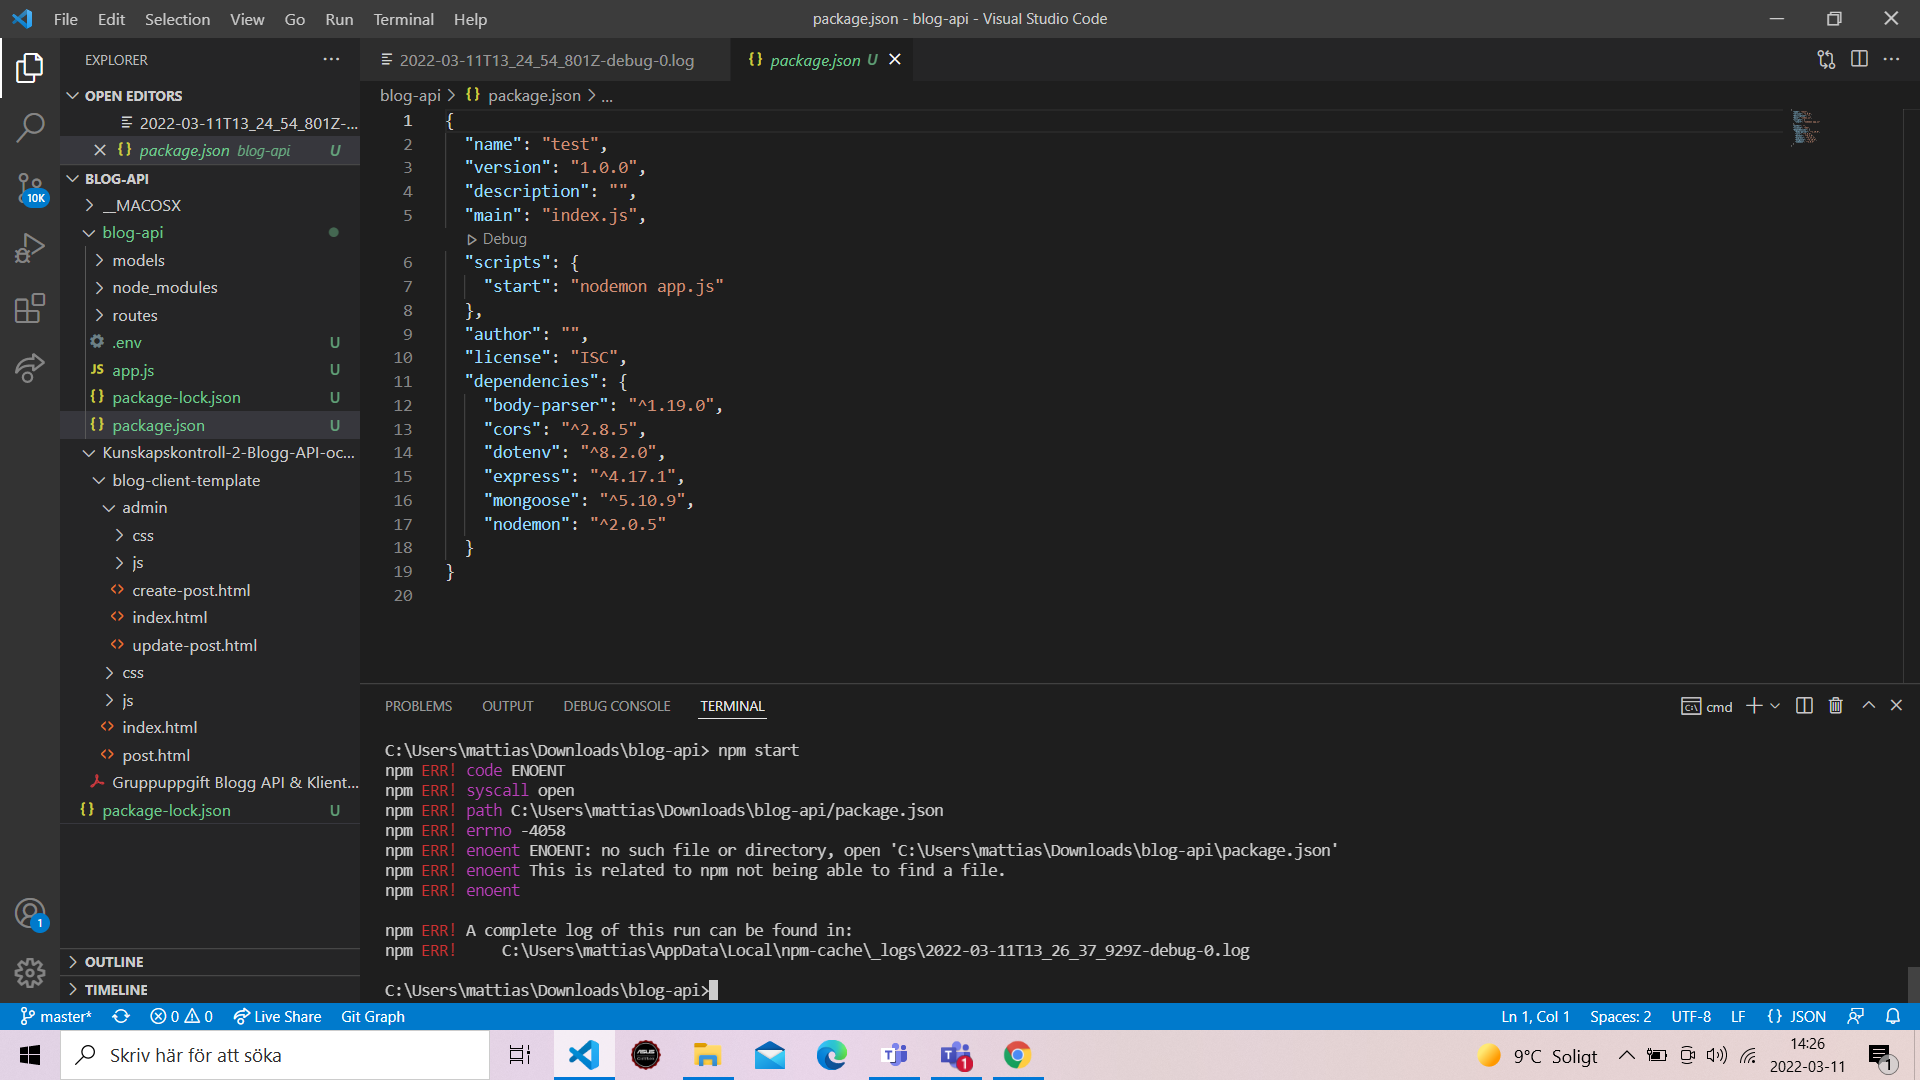 File Edit Selection View Go Run Terminal Help
package.json - blog-api - Visual Studio Code
EXPLORER
OPEN EDITORS
2022-03-11T13_24_54_801Z-...
package.json blog-api U
BLOG-API
__MACOSX
blog-api
models
node_modules
routes
.env U
JS app.js U
{} package-lock.json U
{} package.json U
Kunskapskontroll-2-Blogg-API-oc...
blog-client-template
admin
css
js
create-post.html
index.html
update-post.html
css
js
index.html
post.html
Gruppuppgift Blogg API & Klient...
{} package-lock.json U
OUTLINE
TIMELINE
10K
1
2022-03-11T13_24_54_801Z-debug-0.log
{} package.json U
blog-api > {} package.json > ...
1 {
2 "name": "test",
3 "version": "1.0.0",
4 "description": "",
5 "main": "index.js",
Debug
6 "scripts": {
7 "start": "nodemon app.js"
8 },
9 "author": "",
10 "license": "ISC",
11 "dependencies": {
12 "body-parser": "^1.19.0",
13 "cors": "^2.8.5",
14 "dotenv": "^8.2.0",
15 "express": "^4.17.1",
16 "mongoose": "^5.10.9",
17 "nodemon": "^2.0.5"
18 }
19 }
20
PROBLEMS OUTPUT DEBUG CONSOLE TERMINAL
cmd
C:\Users\mattias\Downloads\blog-api> npm start
npm ERR! code ENOENT
npm ERR! syscall open
npm ERR! path C:\Users\mattias\Downloads\blog-api/package.json
npm ERR! errno -4058
npm ERR! enoent ENOENT: no such file or directory, open 'C:\Users\mattias\Downloads\blog-api\package.json'
npm ERR! enoent This is related to npm not being able to find a file.
npm ERR! enoent
npm ERR! A complete log of this run can be found in:
npm ERR!     C:\Users\mattias\AppData\Local\npm-cache\_logs\2022-03-11T13_26_37_929Z-debug-0.log
C:\Users\mattias\Downloads\blog-api>
master* 0 0 Live Share Git Graph
Ln 1, Col 1 Spaces: 2 UTF-8 LF {} JSON
Skriv här för att söka
1
9°C Soligt
14:26
2022-03-11
1